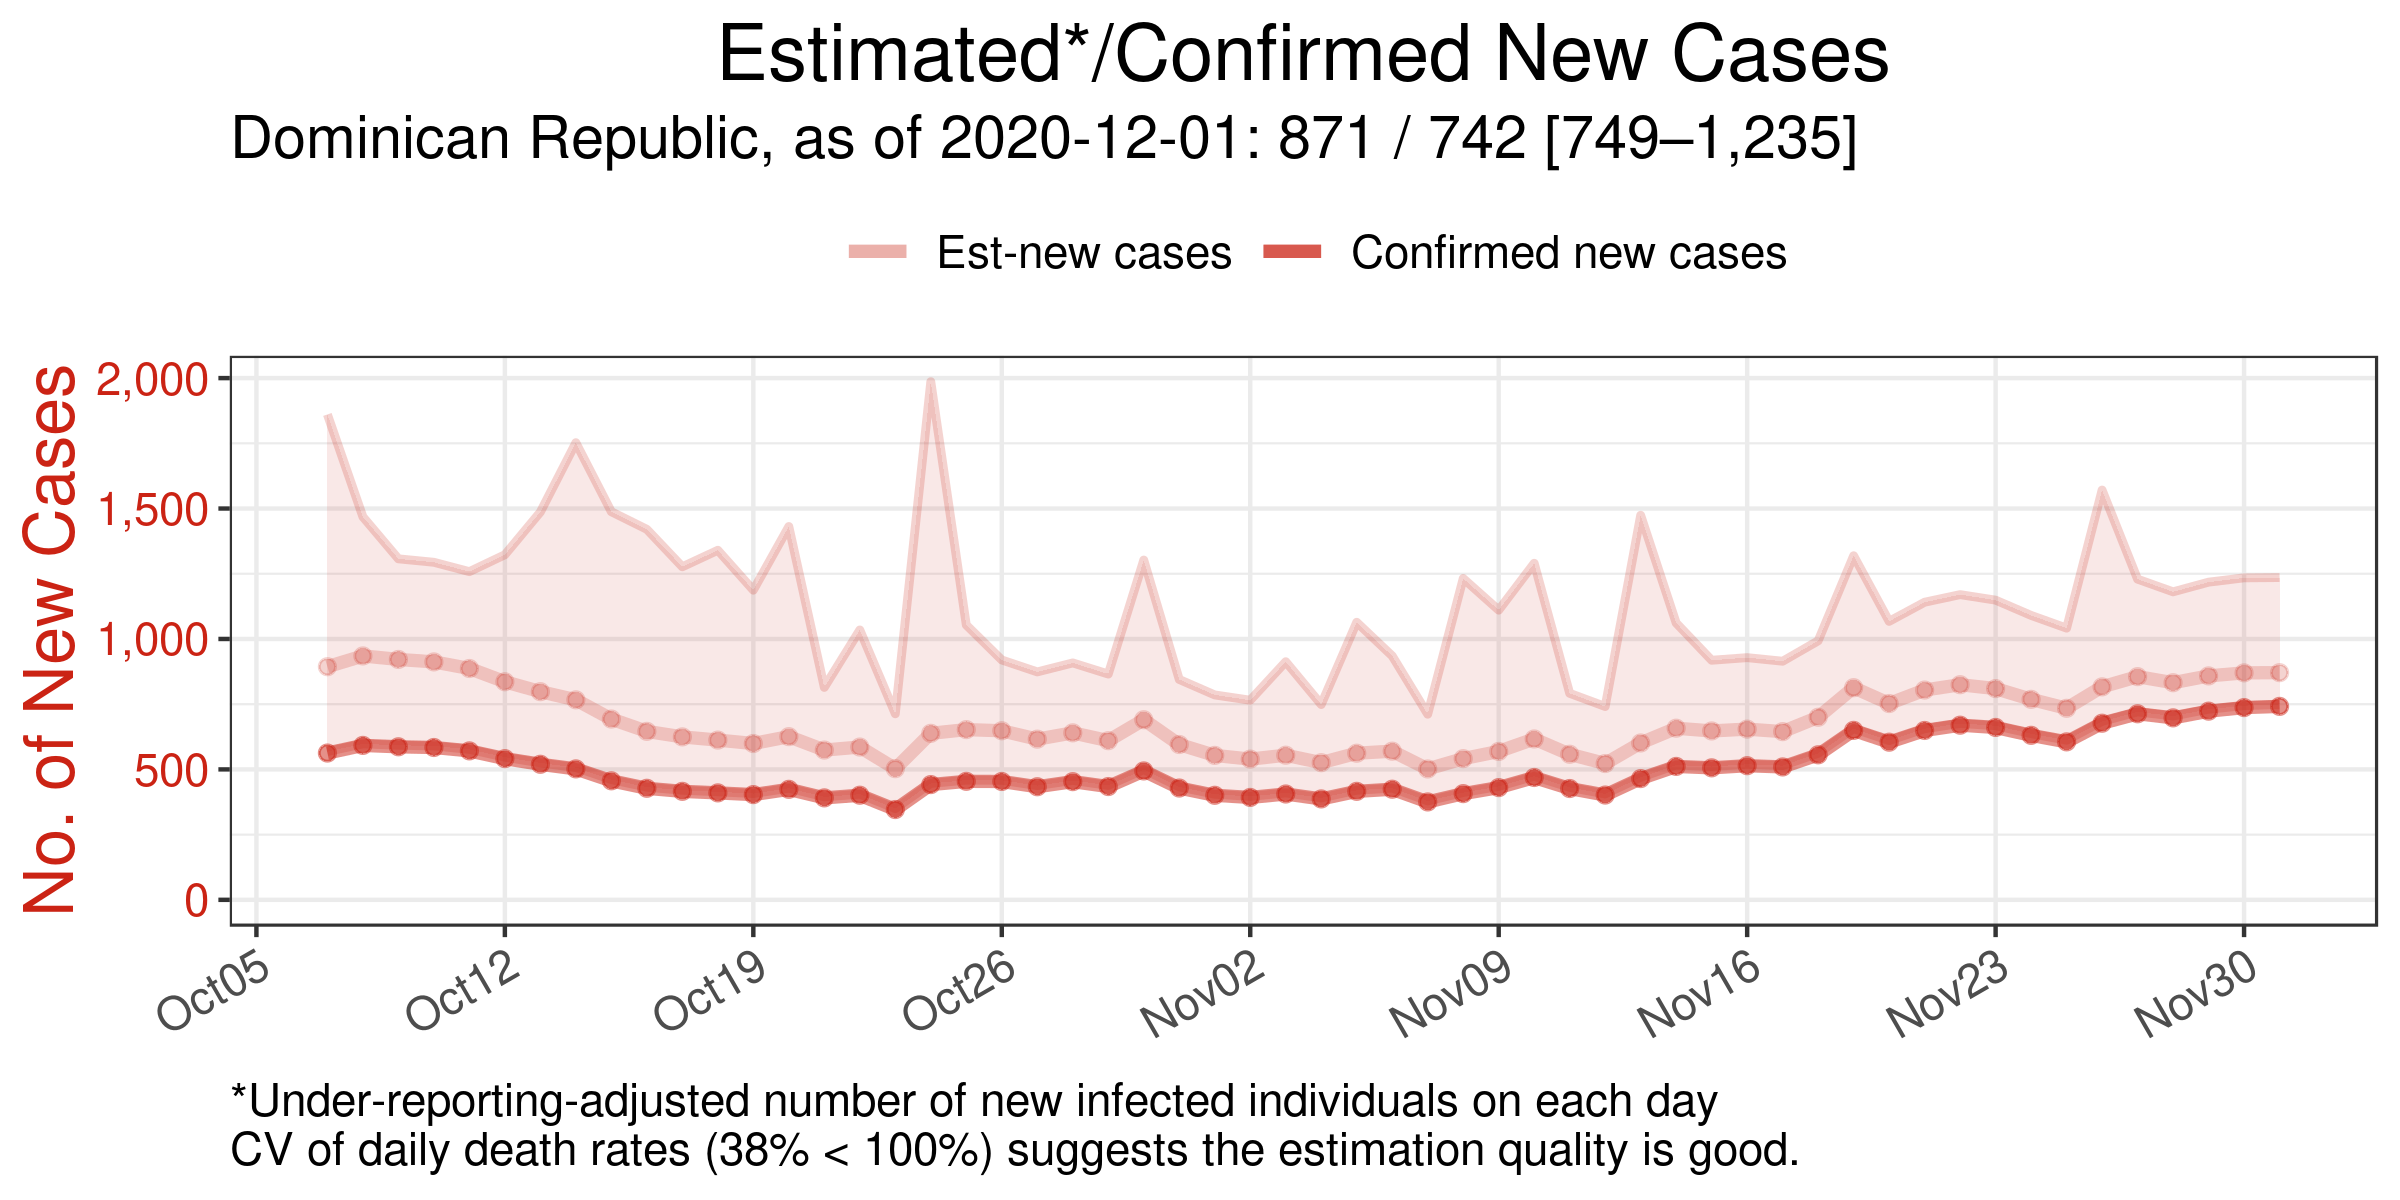 Estimated*/Confirmed New Cases
Dominican Republic, as of 2020-12-01: 871 / 742 [749–1,235]
Est-new cases
Confirmed new cases
No. of New Cases
2,000
1,500
1,000
500
0
Oct05
Oct12
Oct19
Oct26
Nov02
Nov09
Nov16
Nov23
Nov30
*Under-reporting-adjusted number of new infected individuals on each day
CV of daily death rates (38% < 100%) suggests the estimation quality is good.